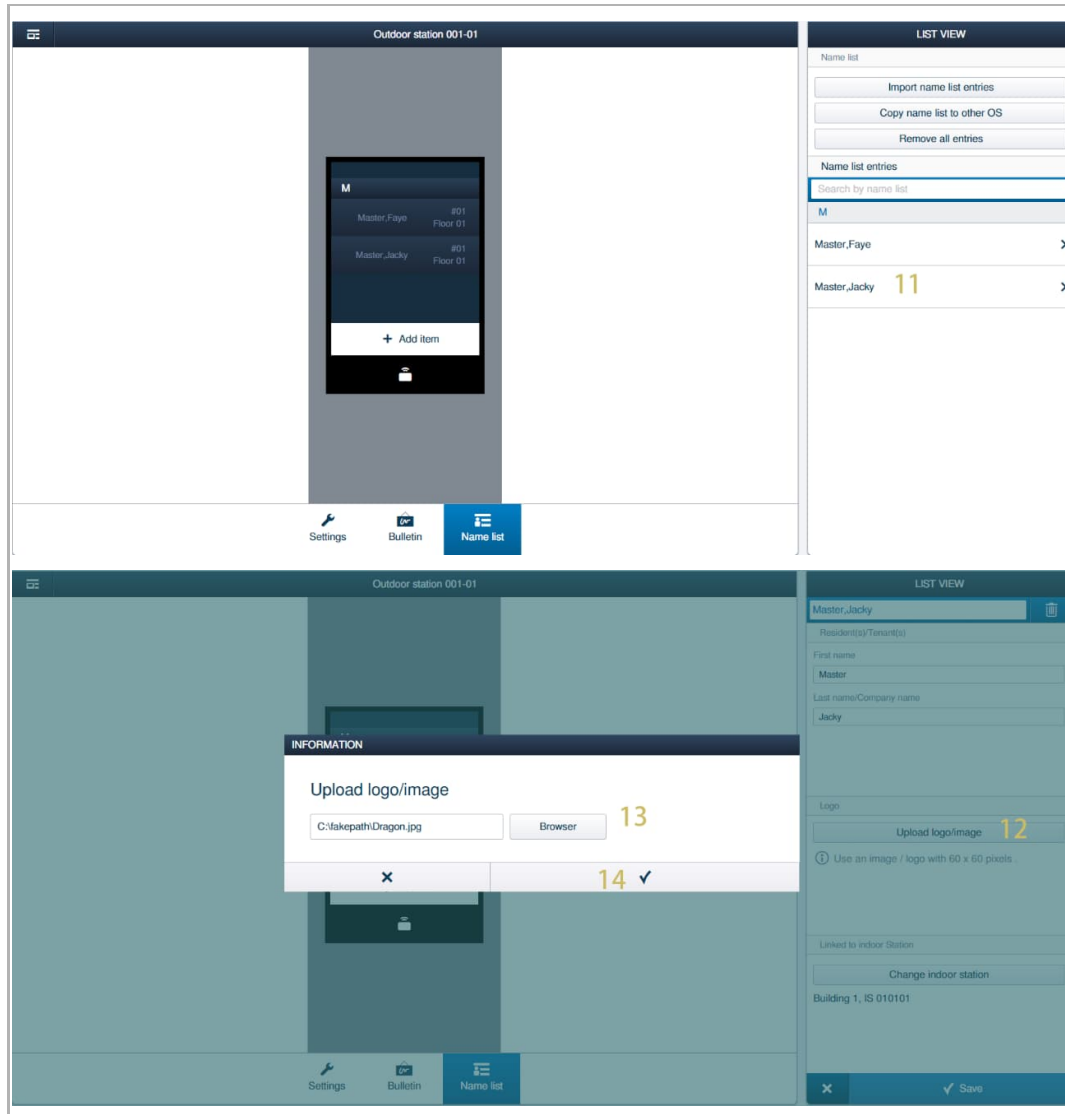 Outdoor station 001-01
LIST VIEW
Name list
Import name list entries
Copy name list to other OS
Remove all entries
Name list entries
Search by name list
M
Master,Faye
Master,Jacky
11
M
Master,Faye
#01
Floor 01
Master,Jacky
#01
Floor 01
+ Add item
Settings
Bulletin
Name list
Outdoor station 001-01
LIST VIEW
Master,Jacky
Resident(s)/Tenant(s)
First name
Master
Last name/Company name
Jacky
Logo
Upload logo/image
12
Use an image / logo with 60 x 60 pixels .
Linked to indoor Station
Change indoor station
Building 1, IS 010101
Save
INFORMATION
Upload logo/image
C:\fakepath\Dragon.jpg
Browser
13
14
Settings
Bulletin
Name list